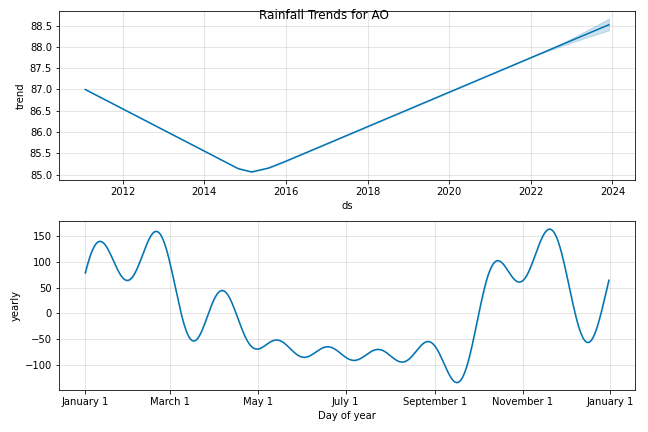 Rainfall Trends for AO
88.5
88.0
87.5
87.0
86.5
86.0
85.5
85.0
trend
2012 2014 2016 2018 2020 2022 2024
ds
150
100
50
0
−50
−100
yearly
January 1 March 1 May 1 July 1 September 1 November 1 January 1
Day of year